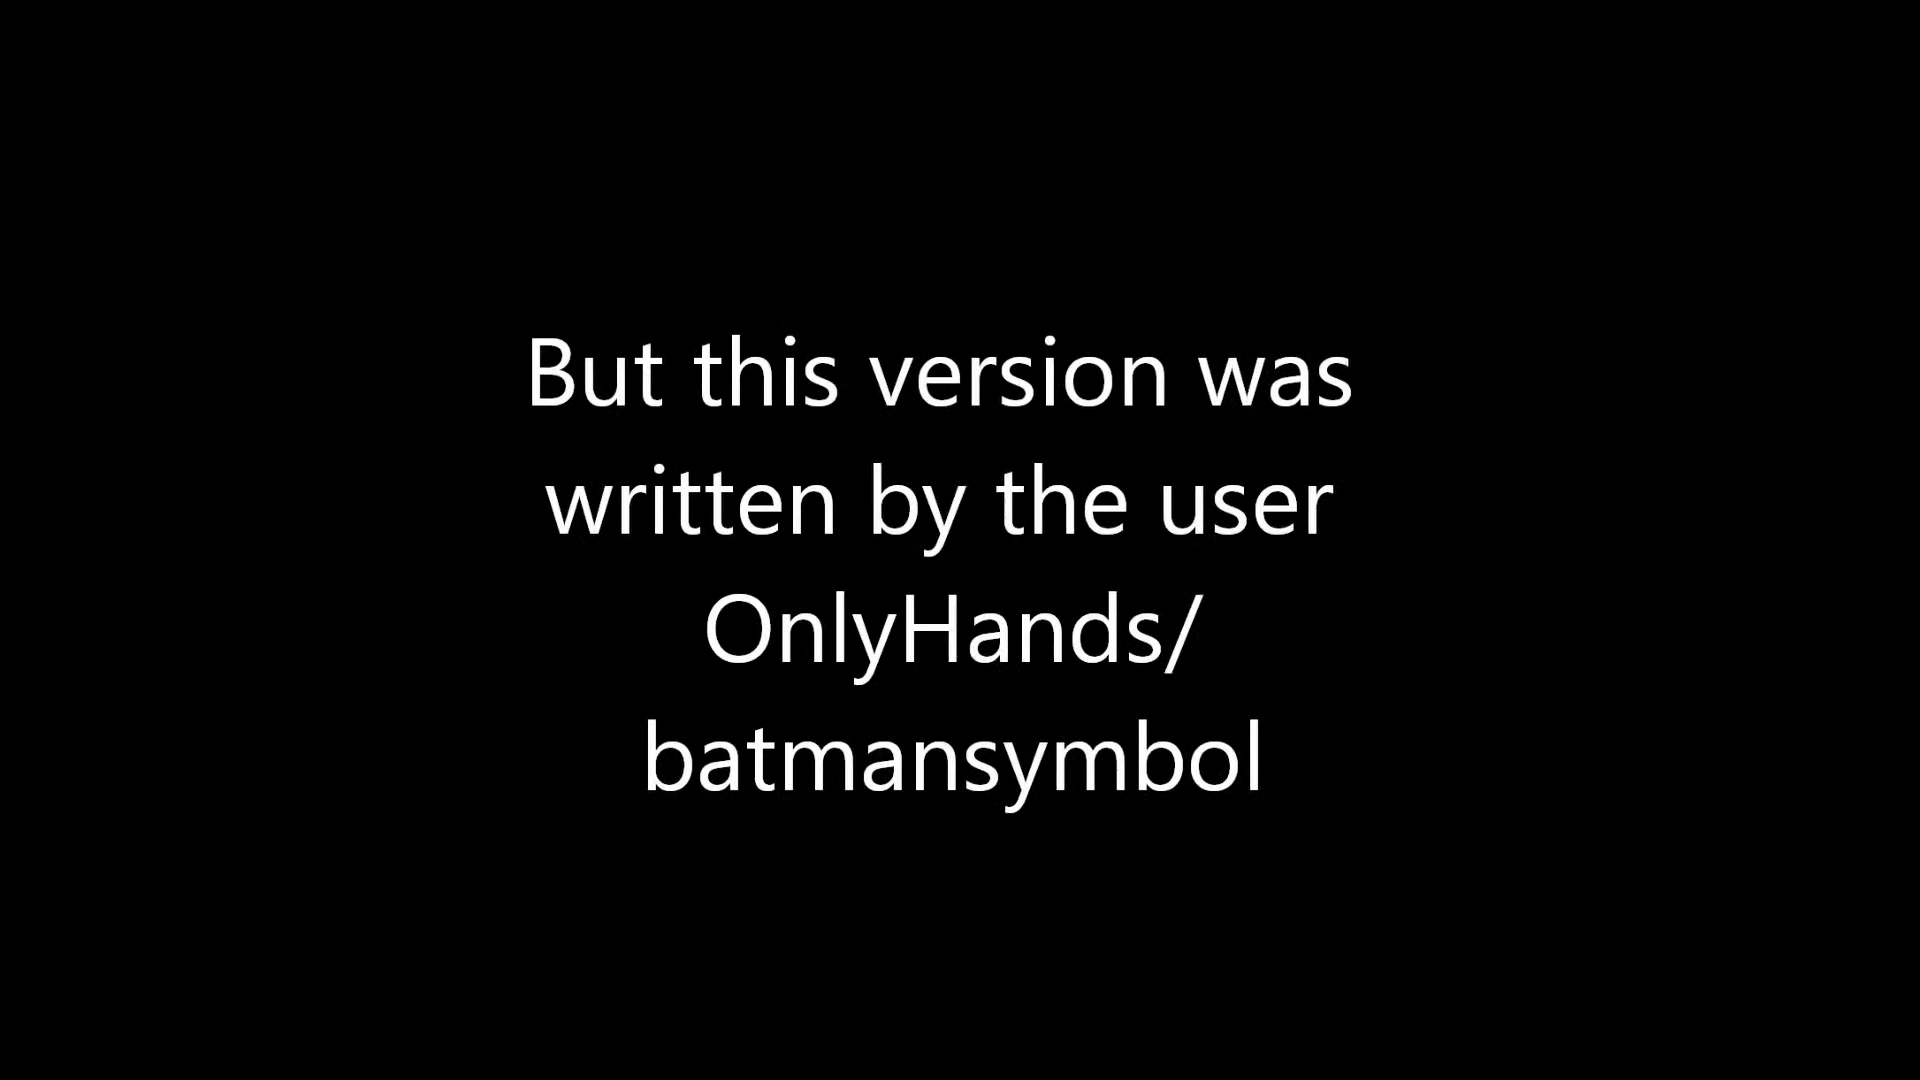 But this version was
written by the user
OnlyHands/
batmansymbol